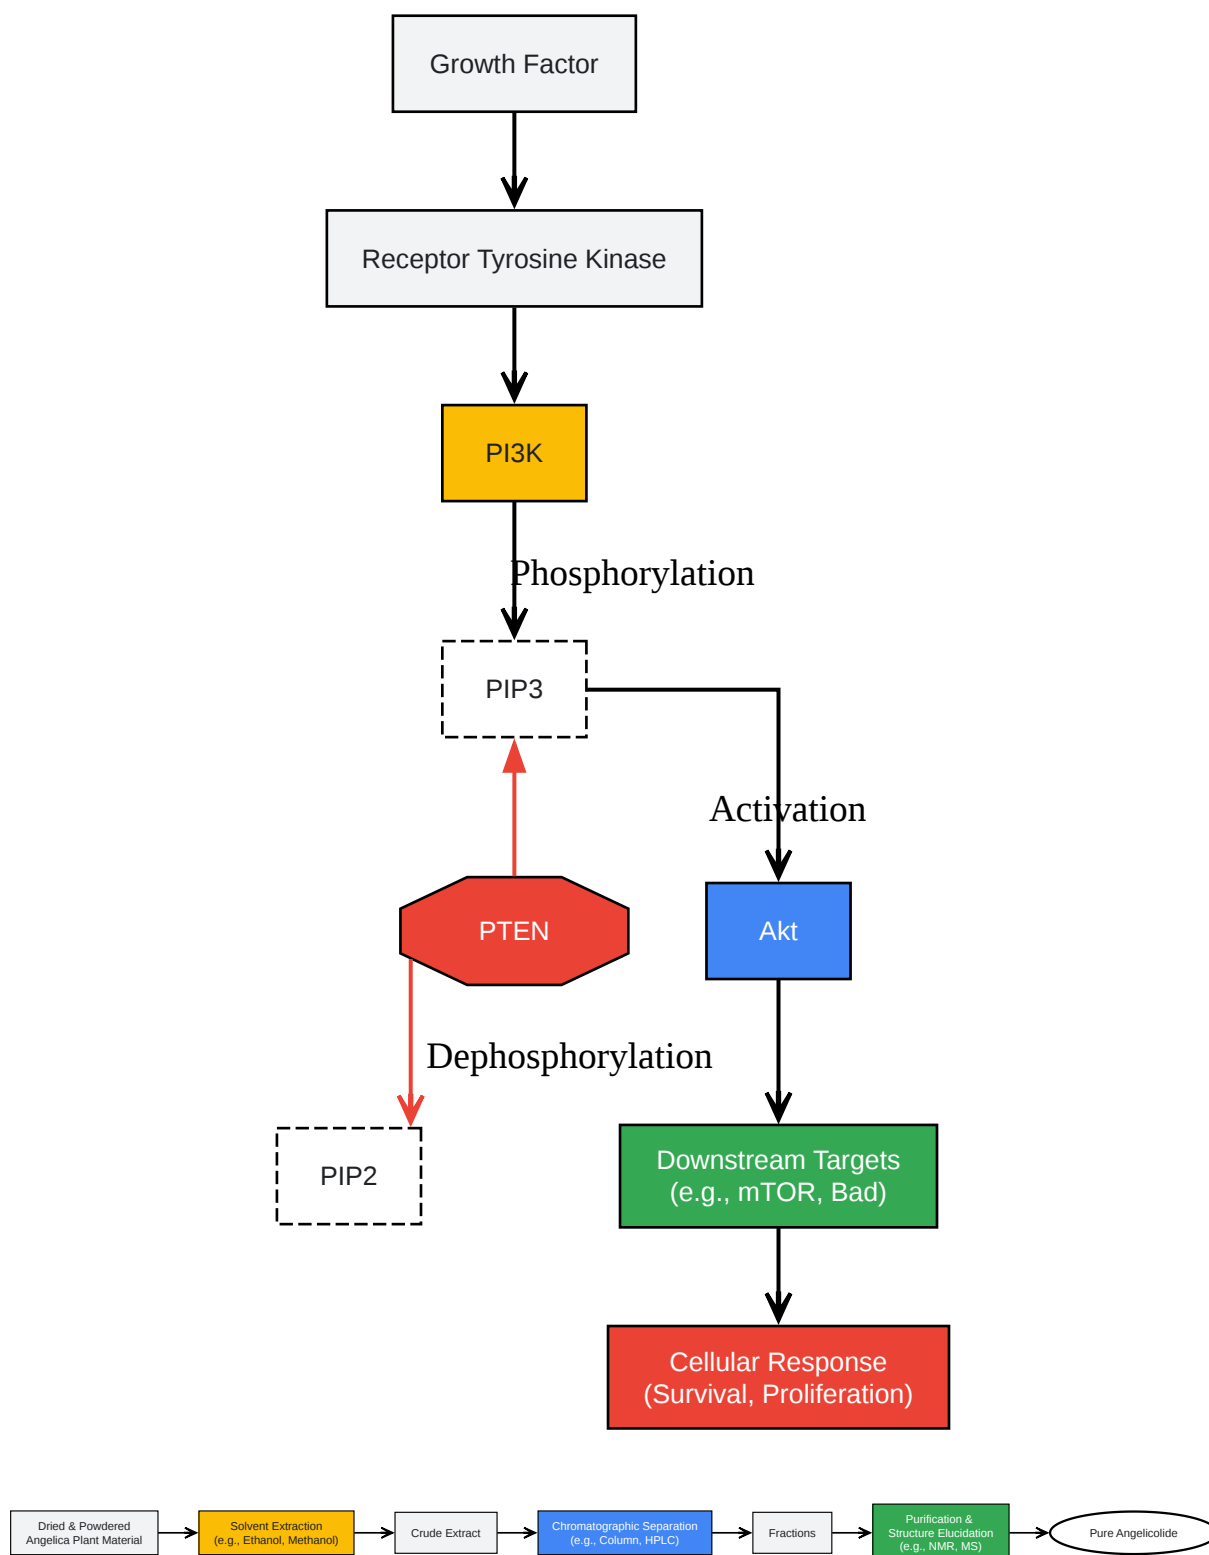 Growth Factor
Receptor Tyrosine Kinase
PI3K
Phosphorylation
PIP3
Activation
PTEN
Akt
Dephosphorylation
PIP2
Downstream Targets
(e.g., mTOR, Bad)
Cellular Response
(Survival, Proliferation)
Dried & Powdered
Angelica Plant Material
Solvent Extraction
(e.g., Ethanol, Methanol)
Crude Extract
Chromatographic Separation
(e.g., Column, HPLC)
Fractions
Purification &
Structure Elucidation
(e.g., NMR, MS)
Pure Angelicolide